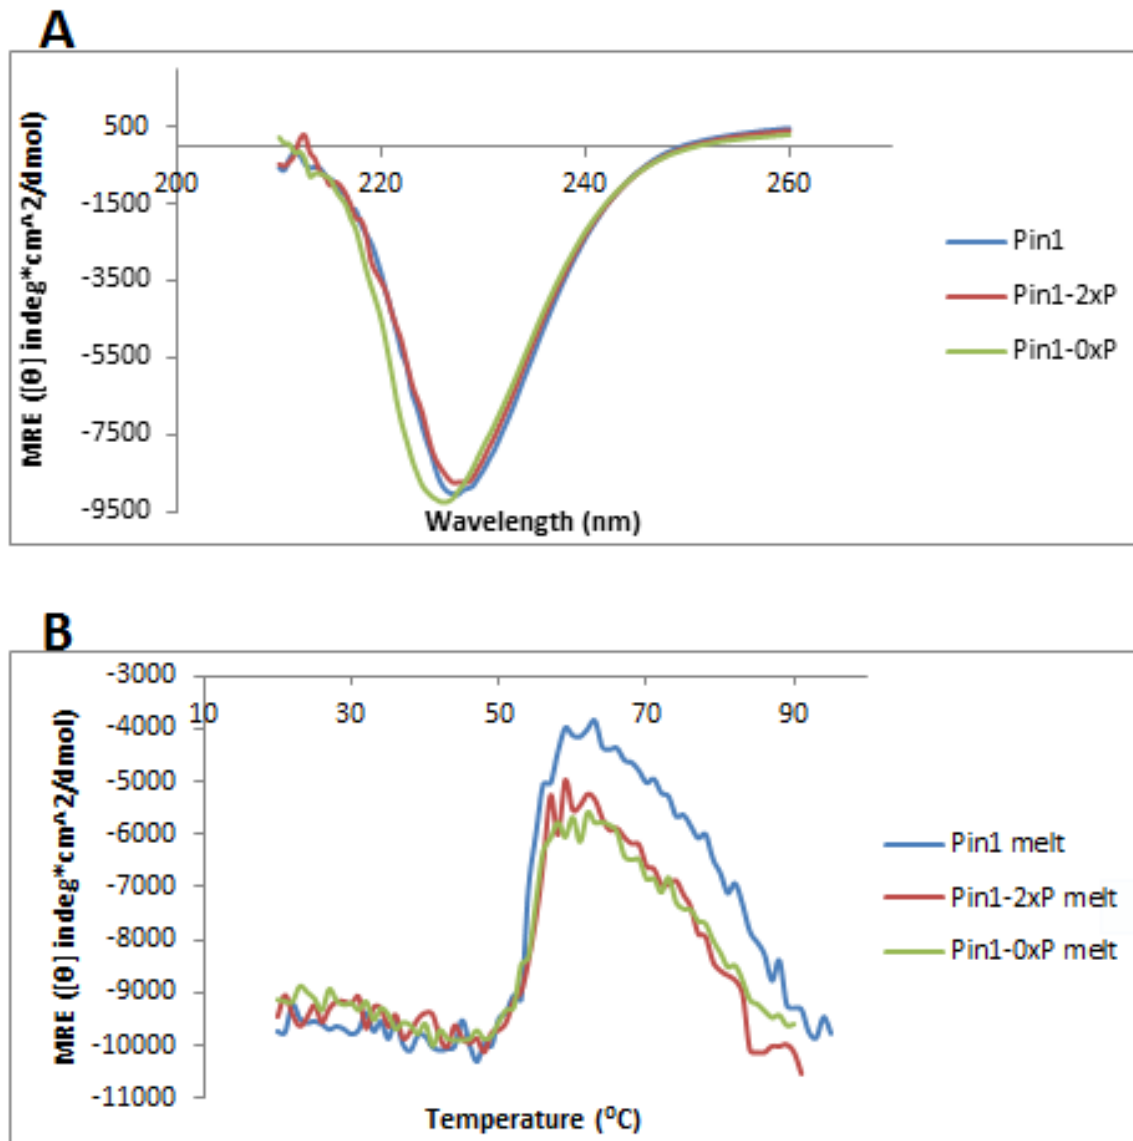 A
MRE ([θ] indeg*cm^2/dmol)
500
-1500
-3500
-5500
-7500
-9500
200
220
240
260
Wavelength (nm)
Pin1
Pin1-2xP
Pin1-0xP
B
MRE ([θ] indeg*cm^2/dmol)
-3000
-4000
-5000
-6000
-7000
-8000
-9000
-10000
-11000
10
30
50
70
90
Temperature (⁰C)
Pin1 melt
Pin1-2xP melt
Pin1-0xP melt